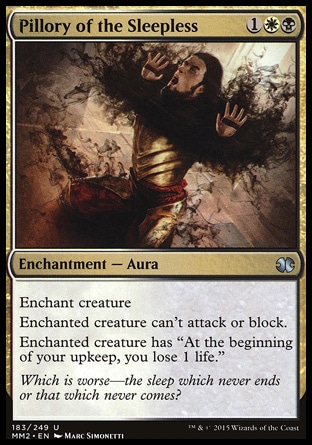 Pillory of the Sleepless 1
Enchantment — Aura
Enchant creature
Enchanted creature can't attack or block.
Enchanted creature has "At the beginning
of your upkeep, you lose 1 life."
Which is worse—the sleep which never ends
or that which never comes?
183/249 U
MM2 • EN Marc Simonetti
™ & © 2015 Wizards of the Coast